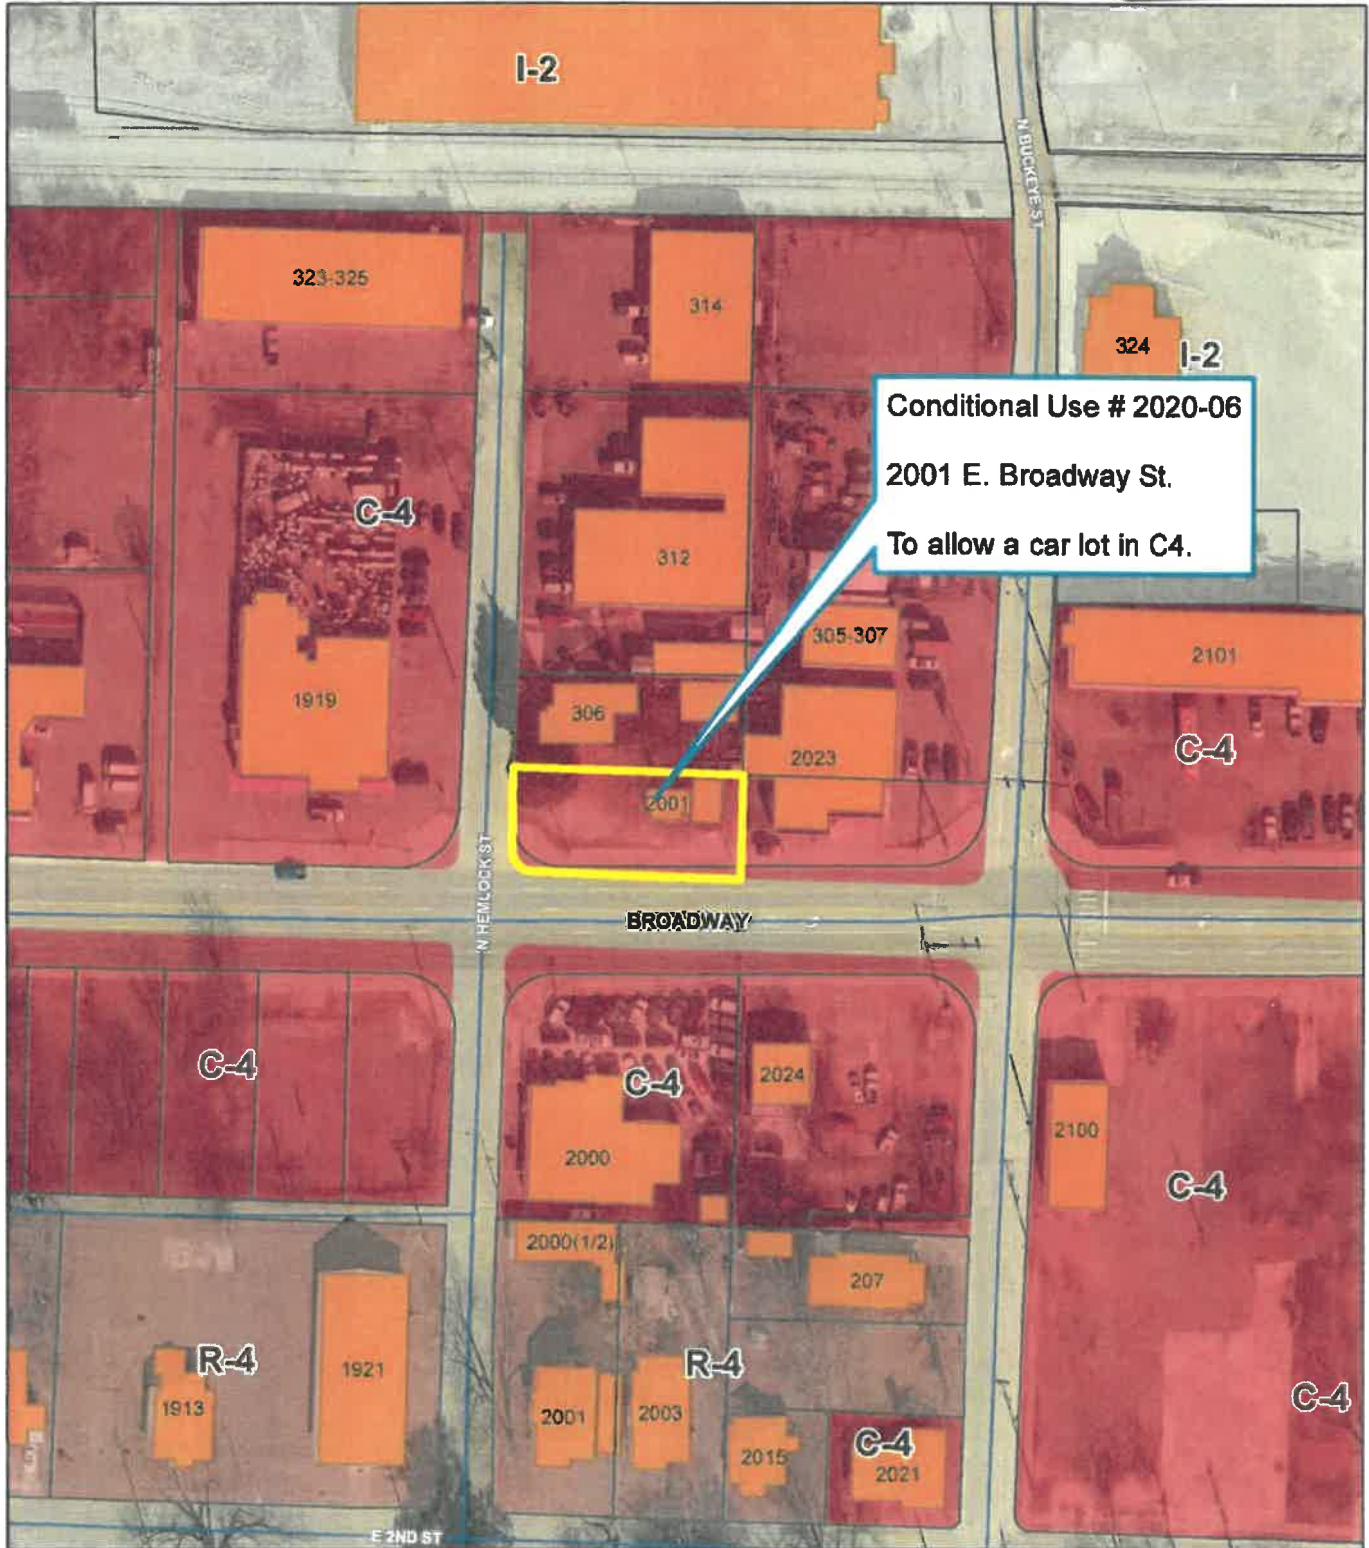 I-2
N BUCKEYE ST
323-325
314
324
I-2
Conditional Use # 2020-06
2001 E. Broadway St.
To allow a car lot in C4.
C-4
312
305-307
2101
1919
306
C-4
2023
2001
N HEMLOCK ST
BROADWAY
C-4
C-4
2024
2100
2000
C-4
2000(1/2)
207
R-4
1921
R-4
1913
2001
2003
C-4
C-4
2015
2021
E 2ND ST